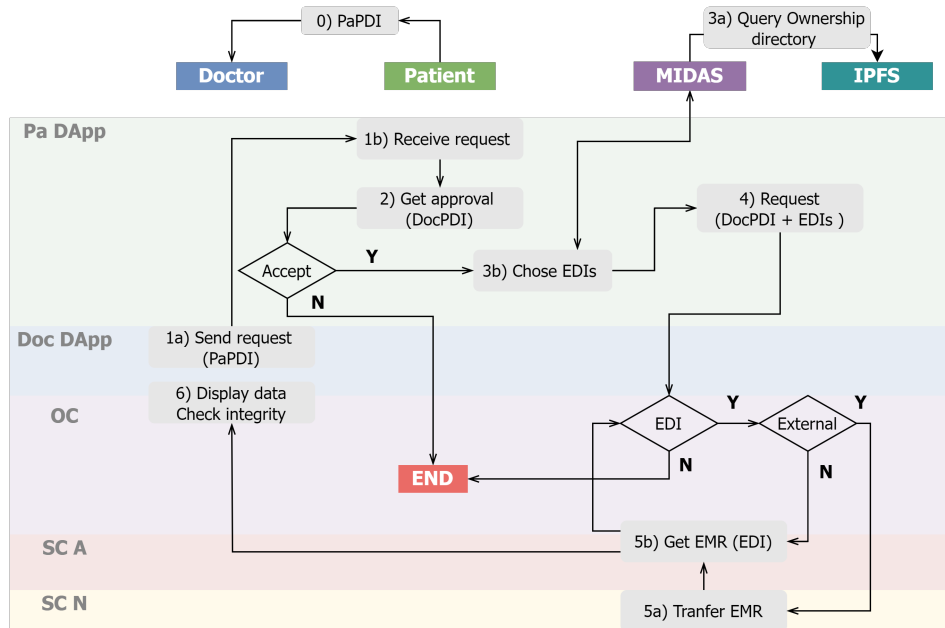 0) PaPDI
3a) Query Ownership
directory
Doctor
Patient
MIDAS
IPFS
Pa DApp
1b) Receive request
2) Get approval
(DocPDI)
4) Request
(DocPDI + EDIs )
Accept
Y
3b) Chose EDIs
N
Doc DApp
1a) Send request
(PaPDI)
6) Display data
Check integrity
OC
EDI
Y
External
Y
N
N
END
SC A
5b) Get EMR (EDI)
SC N
5a) Tranfer EMR